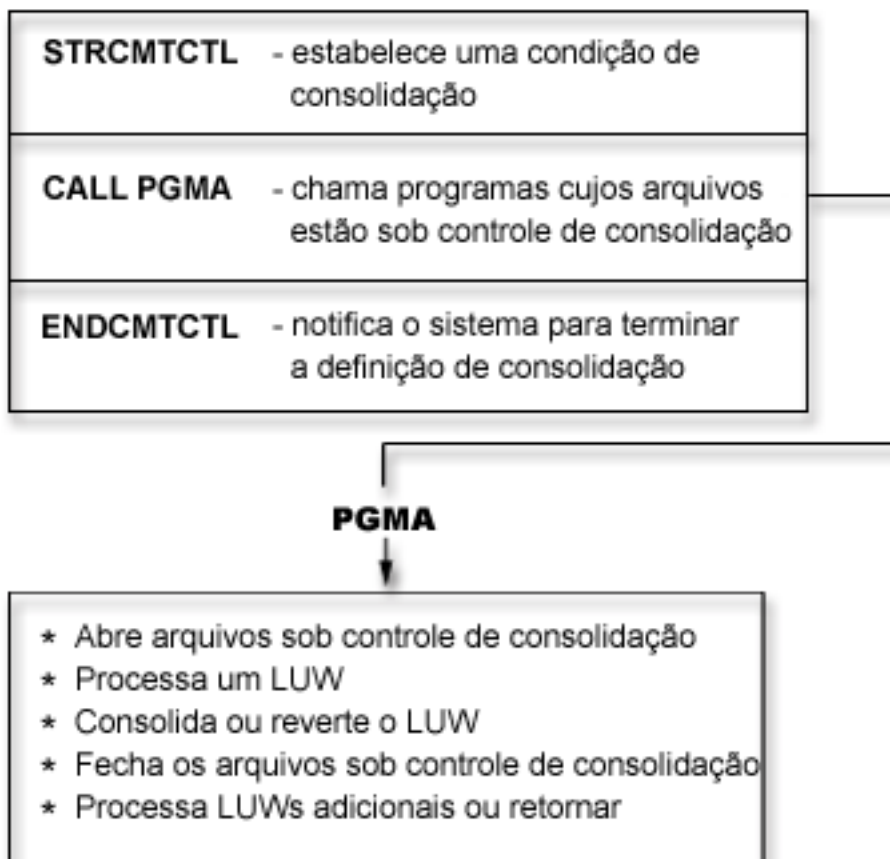 STRCMTCTL - estabelece uma condição de
consolidação
CALL PGMA - chama programas cujos arquivos
estão sob controle de consolidação
ENDCMTCTL - notifica o sistema para terminar
a definição de consolidação
PGMA
* Abre arquivos sob controle de consolidação
* Processa um LUW
* Consolida ou reverte o LUW
* Fecha os arquivos sob controle de consolidação
* Processa LUWs adicionais ou retornar